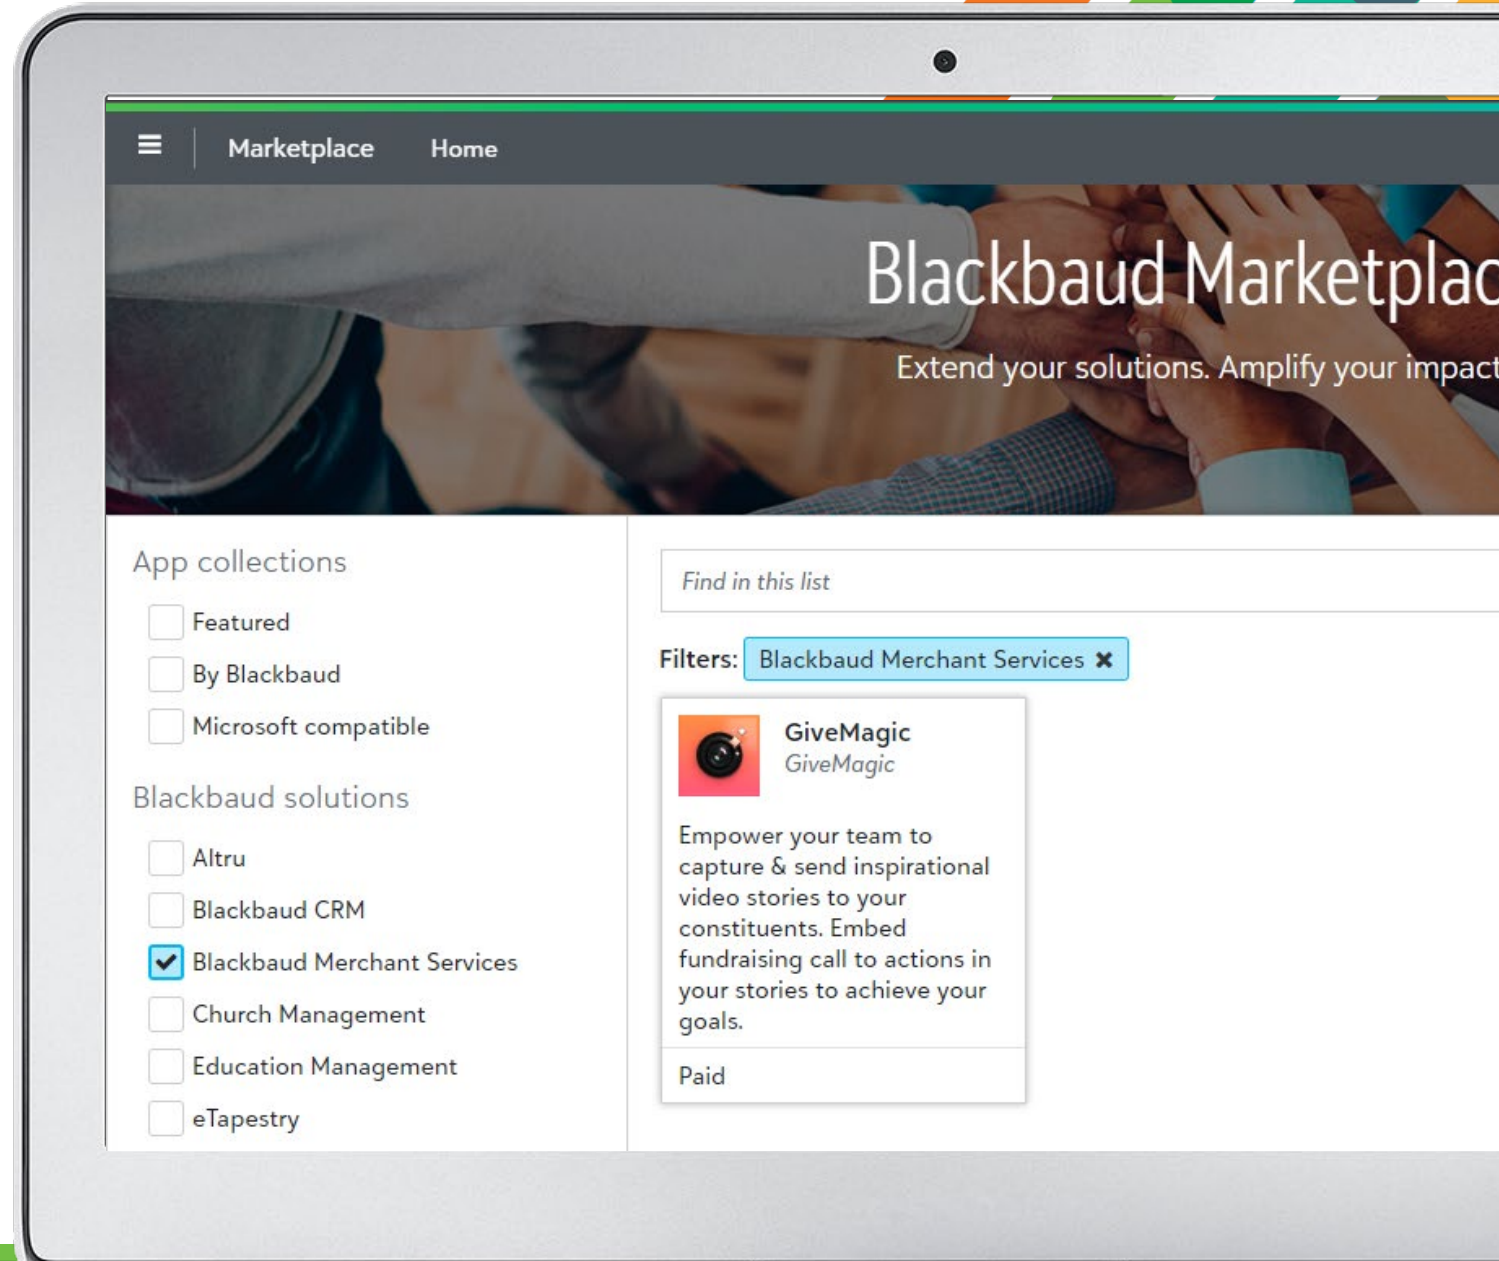 Marketplace Home
Blackbaud Marketplac
Extend your solutions. Amplify your impact
App collections
Featured
By Blackbaud
Microsoft compatible
Blackbaud solutions
Altru
Blackbaud CRM
Blackbaud Merchant Services
Church Management
Education Management
eTapestry
Find in this list
Filters: Blackbaud Merchant Services
GiveMagic
GiveMagic
Empower your team to
capture & send inspirational
video stories to your
constituents. Embed
fundraising call to actions in
your stories to achieve your
goals.
Paid